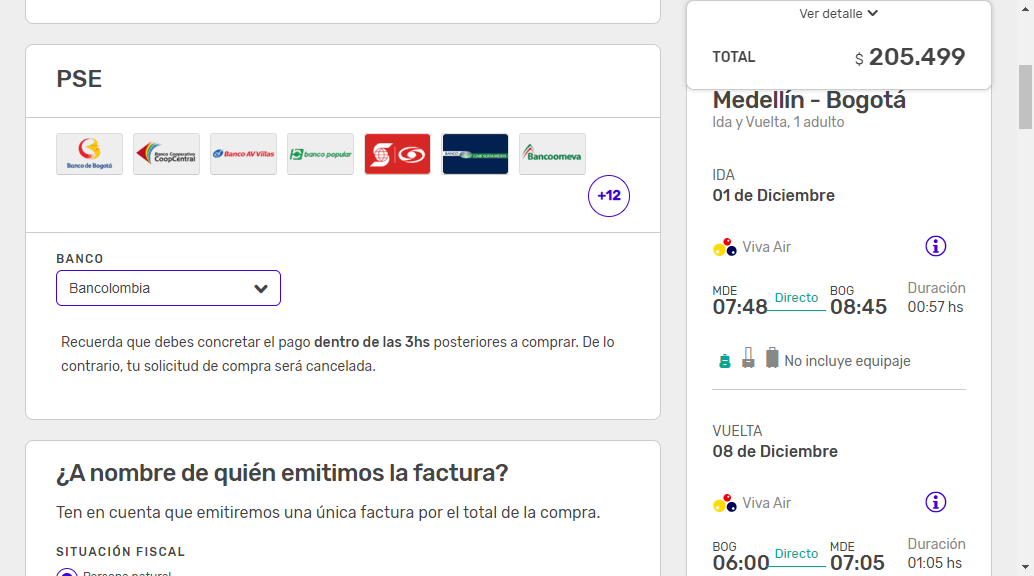 PSE
Banco de Bogotá
Banco Cooperativo
CoopCentral
Banco AV Villas
banco popular
BANCO
Bancoomeva
+12
BANCO
Bancolombia
Recuerda que debes concretar el pago dentro de las 3hs posteriores a comprar. De lo
contrario, tu solicitud de compra será cancelada.
¿A nombre de quién emitimos la factura?
Ten en cuenta que emitiremos una única factura por el total de la compra.
SITUACIÓN FISCAL
Persona natural
Ver detalle
TOTAL
$ 205.499
Medellín - Bogotá
Ida y Vuelta, 1 adulto
IDA
01 de Diciembre
Viva Air
MDE
07:48
Directo
BOG
08:45
Duración
00:57 hs
No incluye equipaje
VUELTA
08 de Diciembre
Viva Air
BOG
06:00
Directo
MDE
07:05
Duración
01:05 hs